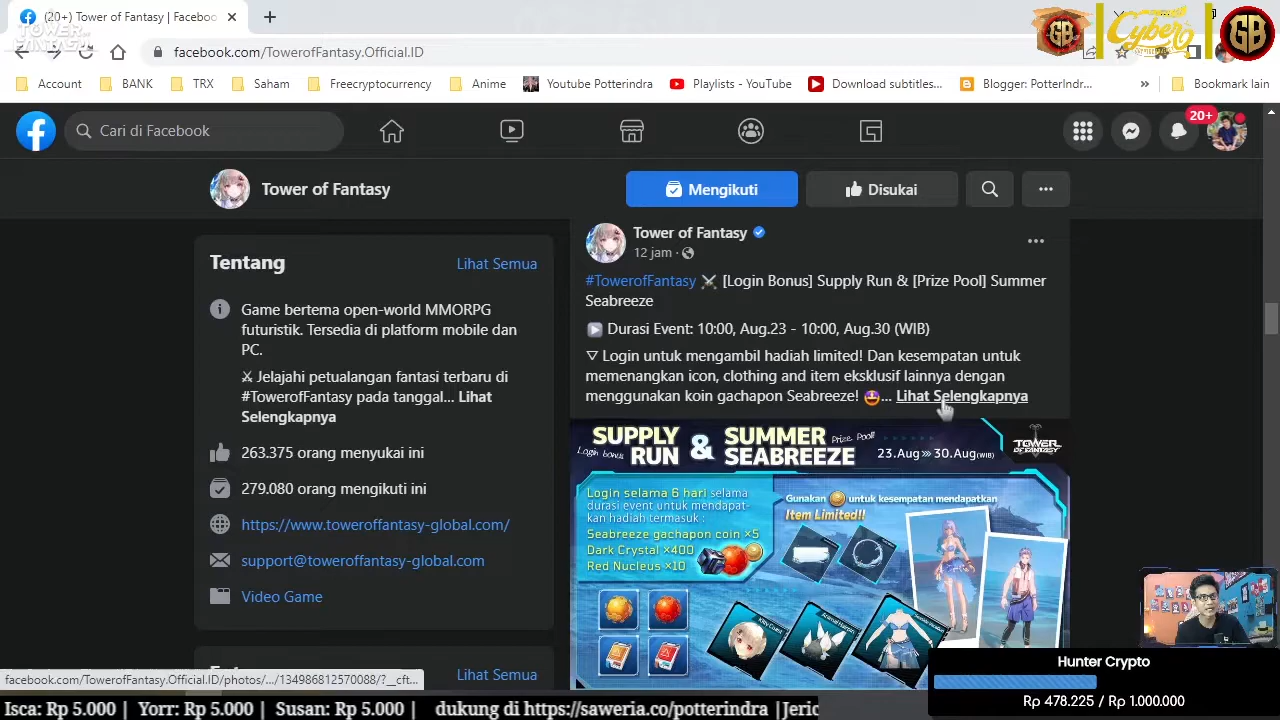 (20+) Tower of Fantasy | Faceboo
TOWER OF FANTASY
facebook.com/TowerofFantasy.Official.ID
GB
Cyber
GB
Account
BANK
TRX
Saham
Freecryptocurrency
Anime
Youtube Potterindra
Playlists - YouTube
Download subtitles...
Blogger: PotterIndr...
»
Bookmark lain
Cari di Facebook
20+
Tower of Fantasy
Mengikuti
Disukai
Tentang
Lihat Semua
Game bertema open-world MMORPG
futuristik. Tersedia di platform mobile dan
PC.
⚔ Jelajahi petualangan fantasi terbaru di
#TowerofFantasy pada tanggal... Lihat
Selengkapnya
263.375 orang menyukai ini
279.080 orang mengikuti ini
https://www.toweroffantasy-global.com/
support@toweroffantasy-global.com
Video Game
Lihat Semua
Tower of Fantasy
12 jam ·
#TowerofFantasy ⚔ [Login Bonus] Supply Run & [Prize Pool] Summer
Seabreeze
▶ Durasi Event: 10:00, Aug.23 - 10:00, Aug.30 (WIB)
▽ Login untuk mengambil hadiah limited! Dan kesempatan untuk
memenangkan icon, clothing and item eksklusif lainnya dengan
menggunakan koin gachapon Seabreeze! 🤩... Lihat Selengkapnya
Login bonus
SUPPLY
RUN
&
SUMMER
SEABREEZE
Prize Pool!
23.Aug >>> 30.Aug(WIB)
TOWER OF FANTASY
Login selama 6 hari selama
durasi event untuk mendapat-
kan hadiah termasuk :
Seabreeze gachapon coin ×5
Dark Crystal ×400
Red Nucleus ×10
Gunakan untuk kesempatan mendapatkan
Item Limited!!
facebook.com/TowerofFantasy.Official.ID/photos/.../134986812570088/?__cft...
Hunter Crypto
Rp 478.225 / Rp 1.000.000
Isca: Rp 5.000 | Yorr: Rp 5.000 | Susan: Rp 5.000/ | dukung di https://saweria.co/potterindra |Jeric